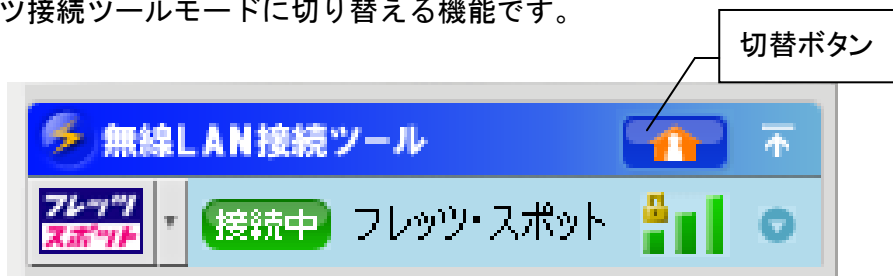 ツ接続ツールモードに切り替える機能です。
切替ボタン
無線LAN接続ツール
フレッツ
スポット
接続中 フレッツ・スポット